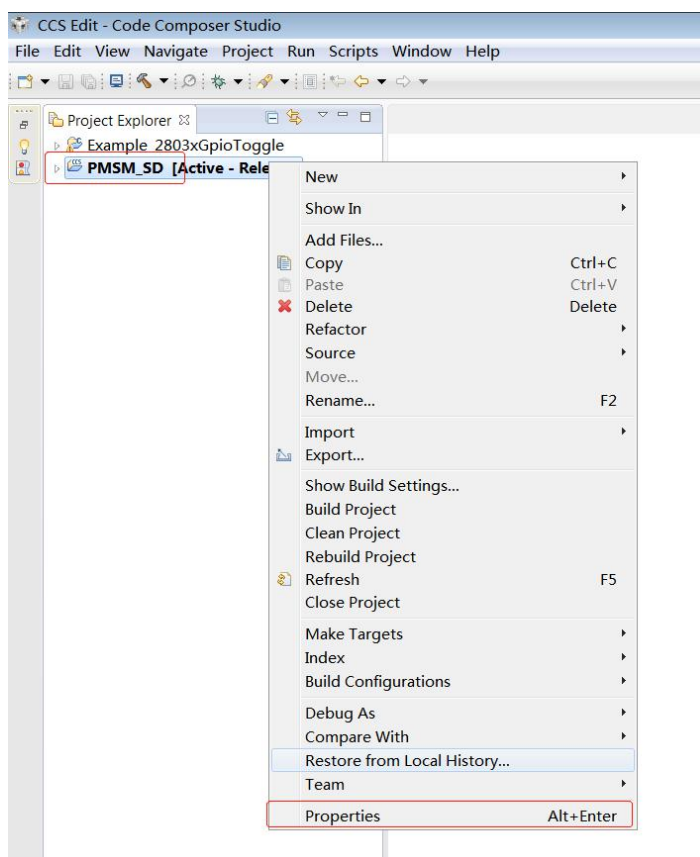 CCS Edit - Code Composer Studio
File Edit View Navigate Project Run Scripts Window Help
Project Explorer
Example_2803xGpioToggle
PMSM_SD [Active - Rele
New
Show In
Add Files...
Copy Ctrl+C
Paste Ctrl+V
Delete Delete
Refactor
Source
Move...
Rename... F2
Import
Export...
Show Build Settings...
Build Project
Clean Project
Rebuild Project
Refresh F5
Close Project
Make Targets
Index
Build Configurations
Debug As
Compare With
Restore from Local History...
Team
Properties Alt+Enter